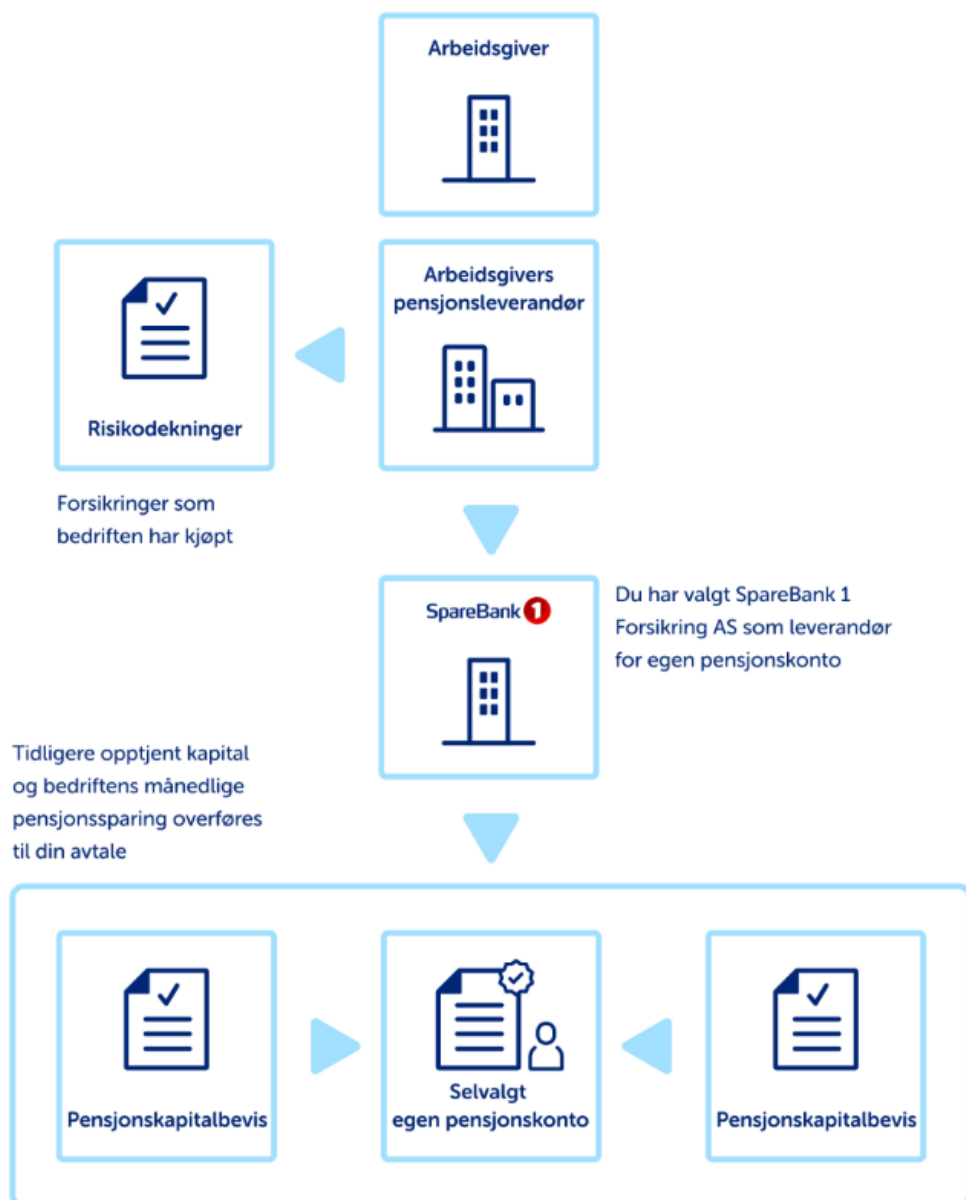 Arbeidsgiver
Arbeidsgivers
pensjonsleverandør
Risikodekninger
Forsikringer som
bedriften har kjøpt
SpareBank 1
Du har valgt SpareBank 1
Forsikring AS som leverandør
for egen pensjonskonto
Tidligere opptjent kapital
og bedriftens månedlige
pensjonssparing overføres
til din avtale
Pensjonskapitalbevis
Selvalgt
egen pensjonskonto
Pensjonskapitalbevis